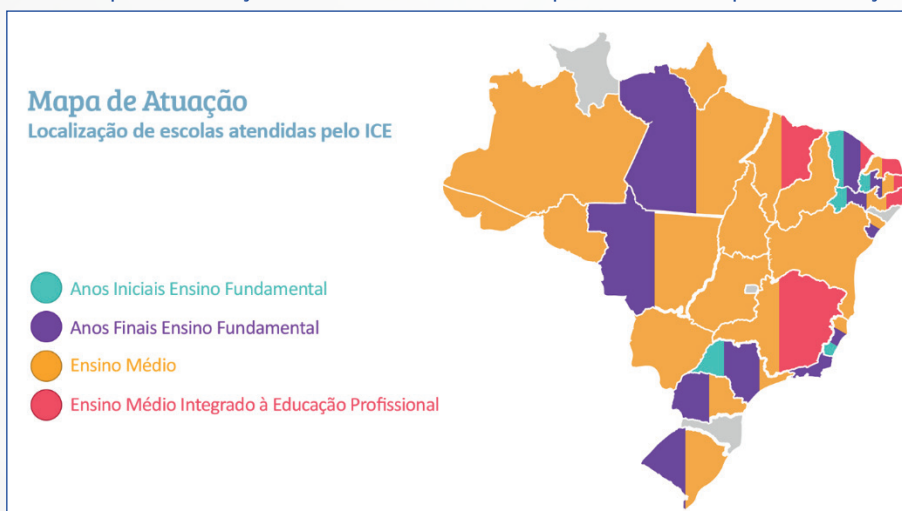 Mapa de Atuação
Localização de escolas atendidas pelo ICE
Anos Iniciais Ensino Fundamental
Anos Finais Ensino Fundamental
Ensino Médio
Ensino Médio Integrado à Educação Profissional